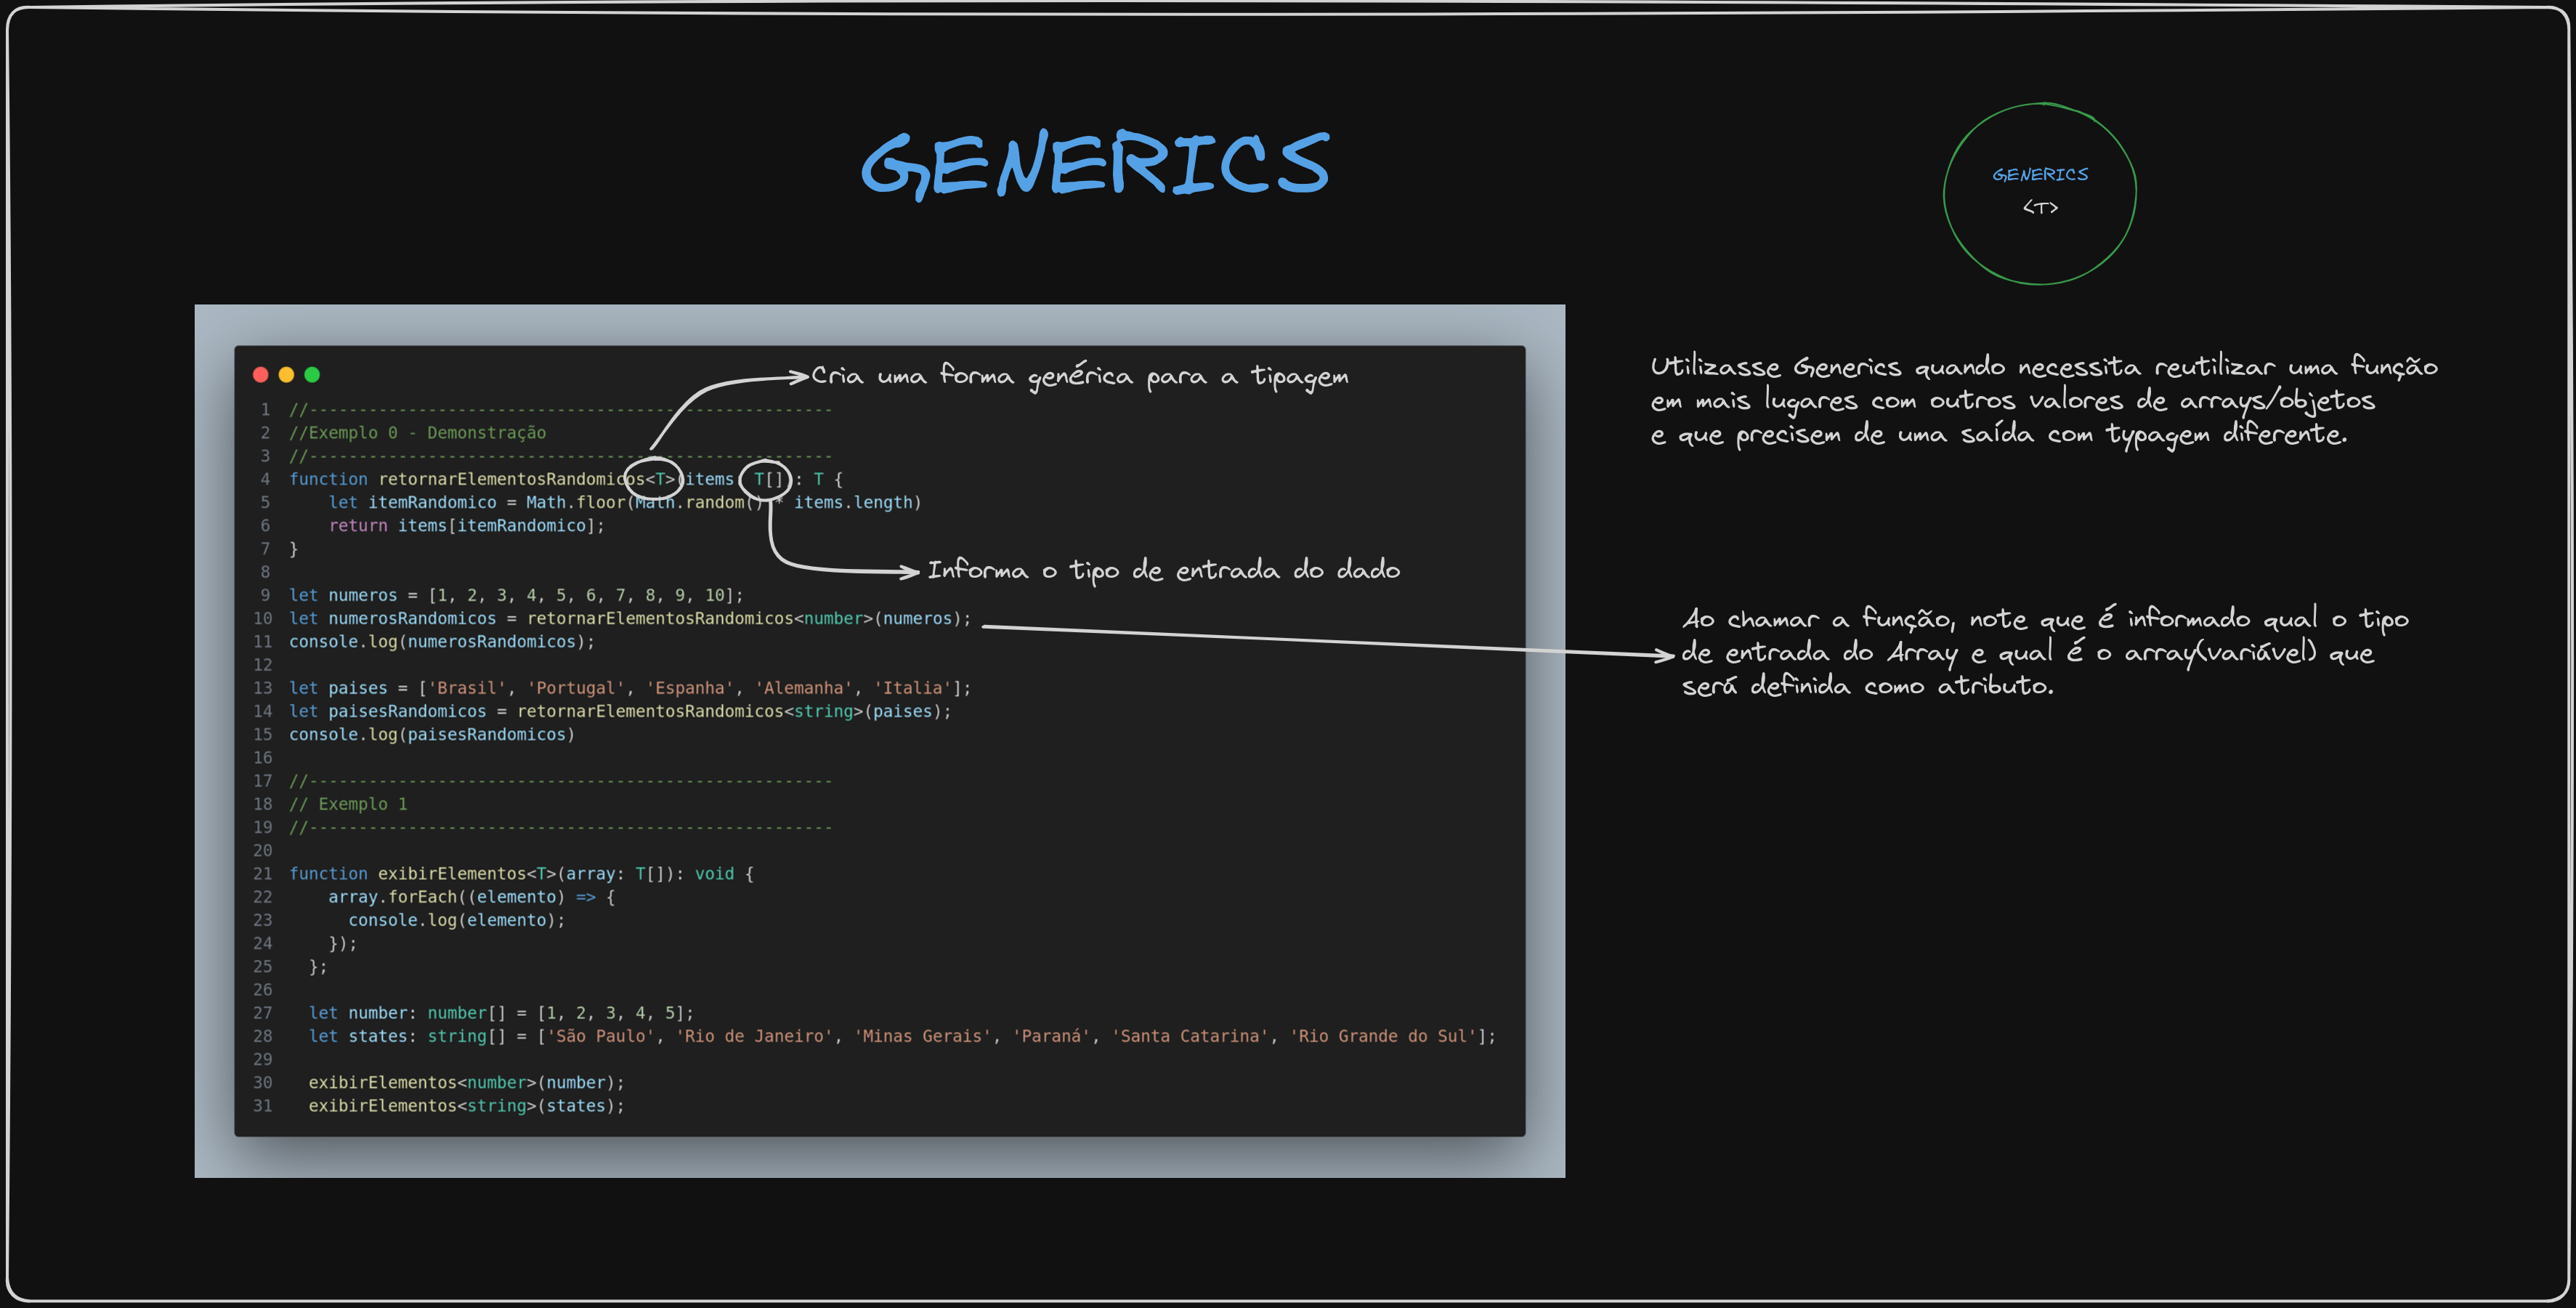 GENERICS
GENERICS
<T>
Cria uma forma genérica para a tipagem
1 //-----------------------------------------------------
2 //Exemplo 0 - Demonstração
3 //-----------------------------------------------------
4 function retornarElementosRandomicos<T>(items: T[]): T {
5     let itemRandomico = Math.floor(Math.random() * items.length)
6     return items[itemRandomico];
7 }
8
Informa o tipo de entrada do dado
9 let numeros = [1, 2, 3, 4, 5, 6, 7, 8, 9, 10];
10 let numerosRandomicos = retornarElementosRandomicos<number>(numeros);
11 console.log(numerosRandomicos);
12
13 let paises = ['Brasil', 'Portugal', 'Espanha', 'Alemanha', 'Italia'];
14 let paisesRandomicos = retornarElementosRandomicos<string>(paises);
15 console.log(paisesRandomicos)
16
17 //-----------------------------------------------------
18 // Exemplo 1
19 //-----------------------------------------------------
20
21 function exibirElementos<T>(array: T[]): void {
22     array.forEach((elemento) => {
23       console.log(elemento);
24     });
25   };
26
27   let number: number[] = [1, 2, 3, 4, 5];
28   let states: string[] = ['São Paulo', 'Rio de Janeiro', 'Minas Gerais', 'Paraná', 'Santa Catarina', 'Rio Grande do Sul'];
29
30   exibirElementos<number>(number);
31   exibirElementos<string>(states);
Utilizasse Generics quando necessita reutilizar uma função
em mais lugares com outros valores de arrays/objetos
e que precisem de uma saída com typagem diferente.
Ao chamar a função, note que é informado qual o tipo
de entrada do Array e qual é o array(variável) que
será definida como atributo.